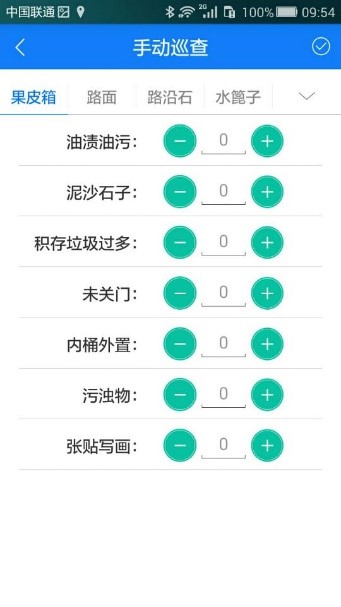 中国联通 2G 100% 09:54
手动巡查
果皮箱 路面 路沿石 水篦子
油渍油污： 0
泥沙石子： 0
积存垃圾过多： 0
未关门： 0
内桶外置： 0
污浊物： 0
张贴写画： 0